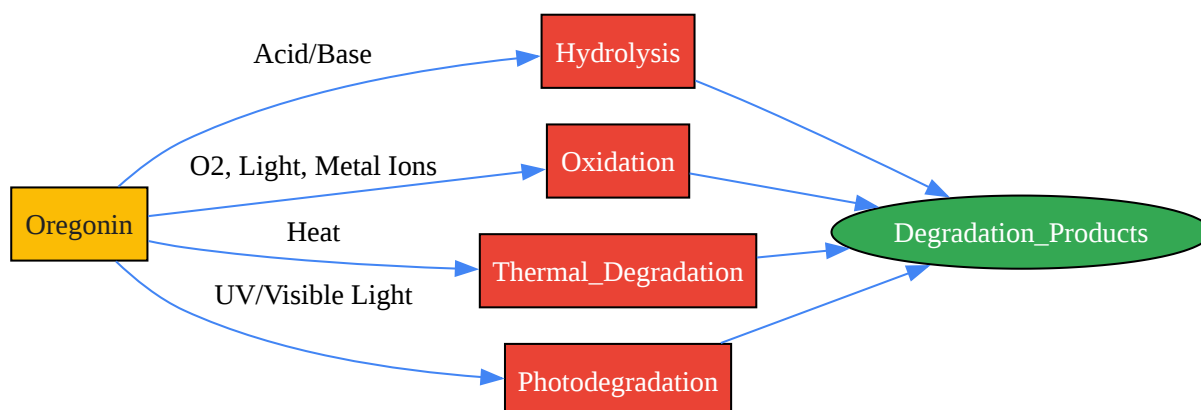 Acid/Base
Hydrolysis
O2, Light, Metal Ions
Oxidation
Oregonin
Heat
Thermal_Degradation
Degradation_Products
UV/Visible Light
Photodegradation